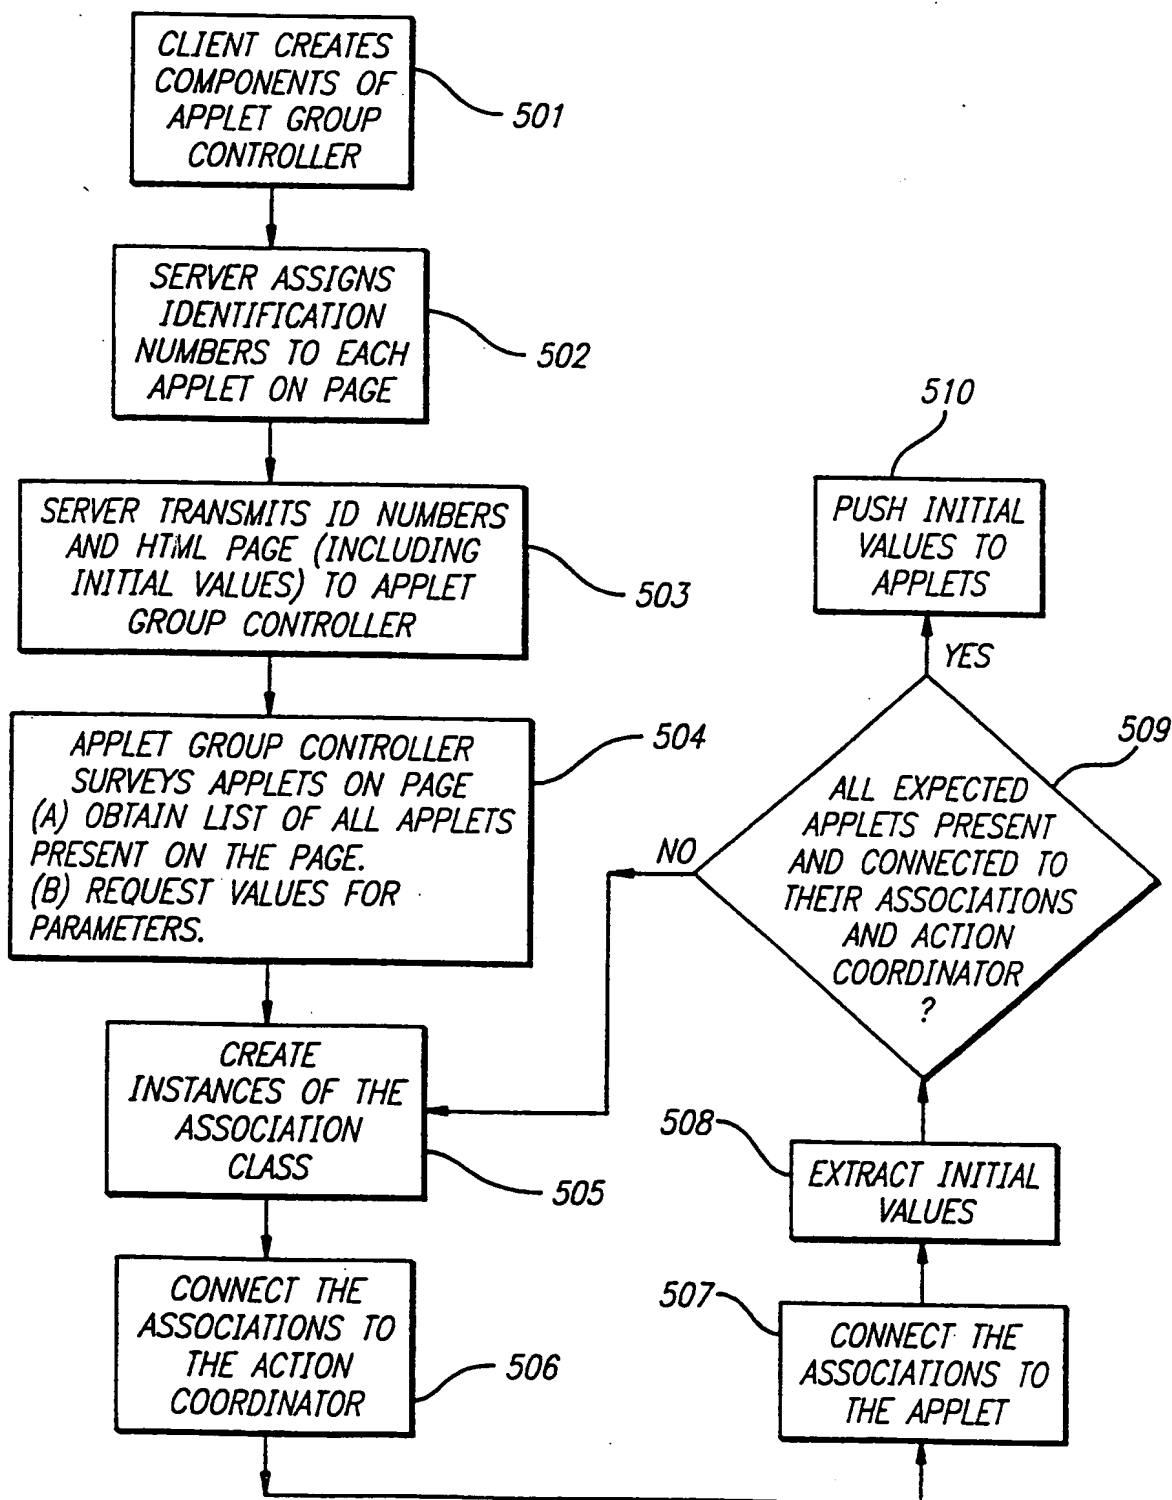 CLIENT CREATES
COMPONENTS OF
APPLET GROUP
CONTROLLER
501
SERVER ASSIGNS
IDENTIFICATION
NUMBERS TO EACH
APPLET ON PAGE
502
SERVER TRANSMITS ID NUMBERS
AND HTML PAGE (INCLUDING
INITIAL VALUES) TO APPLET
GROUP CONTROLLER
503
APPLET GROUP CONTROLLER
SURVEYS APPLETS ON PAGE
(A) OBTAIN LIST OF ALL APPLETS
PRESENT ON THE PAGE.
(B) REQUEST VALUES FOR
PARAMETERS.
504
CREATE
INSTANCES OF THE
ASSOCIATION
CLASS
505
CONNECT THE
ASSOCIATIONS TO
THE ACTION
COORDINATOR
506
507
CONNECT THE
ASSOCIATIONS TO
THE APPLET
508
EXTRACT INITIAL
VALUES
509
ALL EXPECTED
APPLETS PRESENT
AND CONNECTED TO
THEIR ASSOCIATIONS
AND ACTION
COORDINATOR
?
NO
YES
510
PUSH INITIAL
VALUES TO
APPLETS